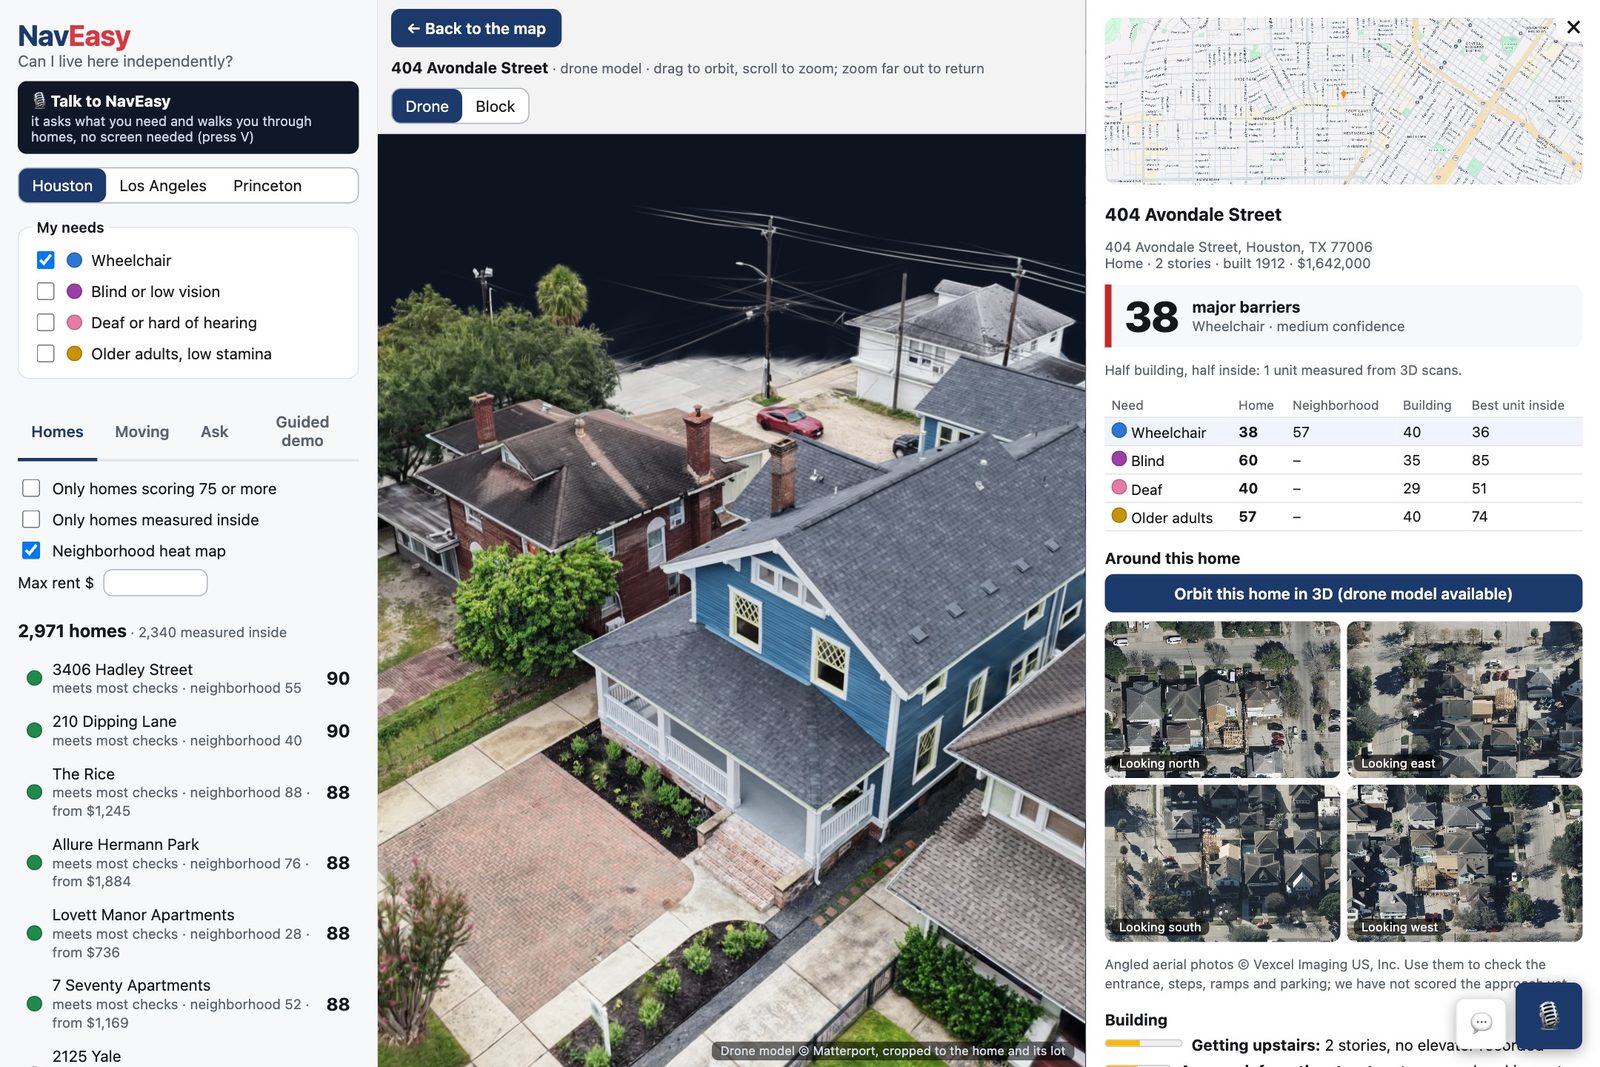 NavEasy
Can I live here independently?
Talk to NavEasy
it asks what you need and walks you through
homes, no screen needed (press V)
Houston Los Angeles Princeton
My needs
Wheelchair
Blind or low vision
Deaf or hard of hearing
Older adults, low stamina
Homes Moving Ask Guided demo
Only homes scoring 75 or more
Only homes measured inside
Neighborhood heat map
Max rent $
2,971 homes · 2,340 measured inside
3406 Hadley Street
meets most checks · neighborhood 55
90
210 Dipping Lane
meets most checks · neighborhood 40
90
The Rice
meets most checks · neighborhood 88 ·
from $1,245
88
Allure Hermann Park
meets most checks · neighborhood 76 ·
from $1,884
88
Lovett Manor Apartments
meets most checks · neighborhood 28 ·
from $736
88
7 Seventy Apartments
meets most checks · neighborhood 52 ·
from $1,169
88
2125 Yale
← Back to the map
404 Avondale Street · drone model · drag to orbit, scroll to zoom; zoom far out to return
Drone Block
Drone model © Matterport, cropped to the home and its lot
404 Avondale Street
404 Avondale Street, Houston, TX 77006
Home · 2 stories · built 1912 · $1,642,000
38
major barriers
Wheelchair · medium confidence
Half building, half inside: 1 unit measured from 3D scans.
Need Home Neighborhood Building Best unit inside
Wheelchair 38 57 40 36
Blind 60 – 35 85
Deaf 40 – 29 51
Older adults 57 – 40 74
Around this home
Orbit this home in 3D (drone model available)
Looking north
Looking east
Looking south
Looking west
Angled aerial photos © Vexcel Imaging US, Inc. Use them to check the
entrance, steps, ramps and parking; we have not scored the approach yet.
Building
Getting upstairs: 2 stories, no elevator recorded